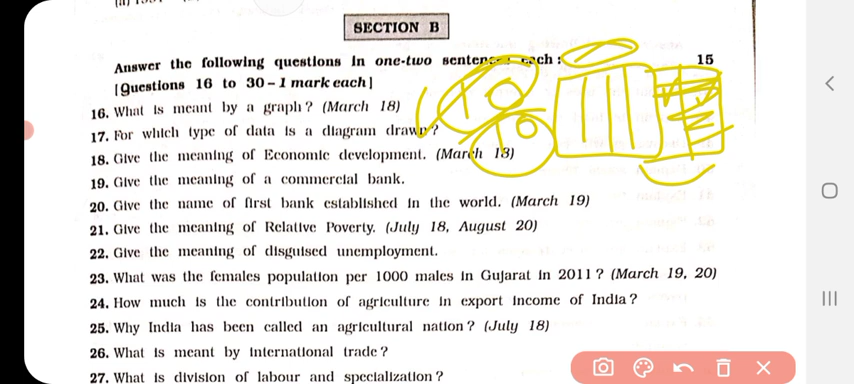 SECTION B
Answer the following questions in one-two sentences each : 15
[Questions 16 to 30 – 1 mark each]
16. What is meant by a graph? (March 18)
17. For which type of data is a diagram drawn?
18. Give the meaning of Economic development. (March 18)
19. Give the meaning of a commercial bank.
20. Give the name of first bank established in the world. (March 19)
21. Give the meaning of Relative Poverty. (July 18, August 20)
22. Give the meaning of disguised unemployment.
23. What was the females population per 1000 males in Gujarat in 2011? (March 19, 20)
24. How much is the contribution of agriculture in export income of India?
25. Why India has been called an agricultural nation? (July 18)
26. What is meant by international trade?
27. What is division of labour and specialization?